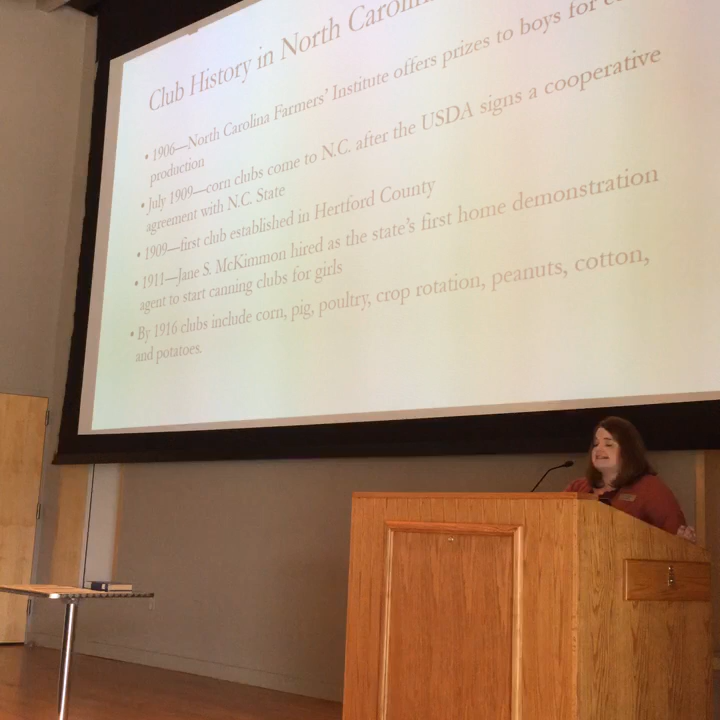 Club History in North Carolina
• 1906—North Carolina Farmers' Institute offers prizes to boys for
production
• July 1909—corn clubs come to N.C. after the USDA signs a cooperative
agreement with N.C. State
• 1909—first club established in Hertford County
• 1911—Jane S. McKimmon hired as the state's first home demonstration
agent to start canning clubs for girls
• By 1916 clubs include corn, pig, poultry, crop rotation, peanuts, cotton,
and potatoes.